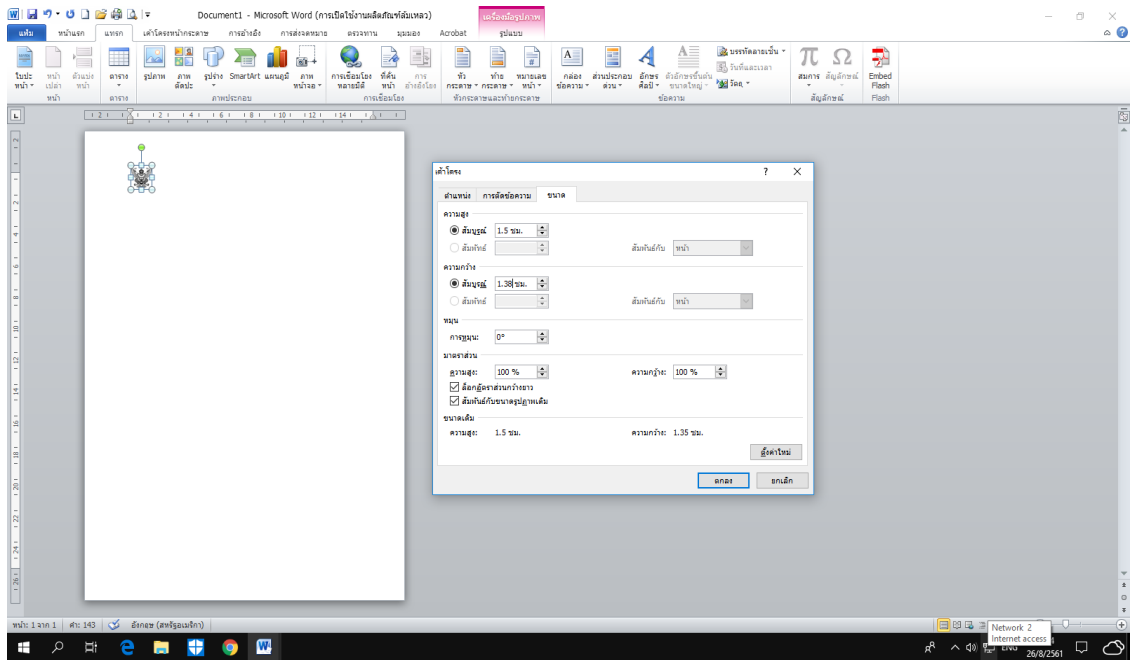 Document1 - Microsoft Word (การเปิดใช้งานผลิตภัณฑ์ล้มเหลว)
เครื่องมือรูปภาพ
แฟ้ม หน้าแรก แทรก เค้าโครงหน้ากระดาษ การอ้างอิง การส่งจดหมาย ตรวจทาน มุมมอง Acrobat รูปแบบ
ใบปะ หน้า ตัวแบ่ง ตาราง รูปภาพ ภาพ รูปร่าง SmartArt แผนภูมิ ภาพ การเชื่อมโยง ที่คั่น การ หัว ท้าย หมายเลข กล่อง ส่วนประกอบ อักษร ตัวอักษรขึ้นต้น บรรทัดลายเซ็น สมการ สัญลักษณ์ Embed
หน้า เปล่า หน้า ตัดปะ หน้าจอ หลายมิติ หน้า อ้างอิงโยง กระดาษ กระดาษ หน้า ข้อความ ด่วน ศิลป์ ขนาดใหญ่ วันที่และเวลา Flash
วัตถุ
หน้า ตาราง ภาพประกอบ การเชื่อมโยง หัวกระดาษและท้ายกระดาษ ข้อความ สัญลักษณ์ Flash
เค้าโครง
ตำแหน่ง การตัดข้อความ ขนาด
ความสูง
สัมบูรณ์ 1.5 ซม.
สัมพันธ์ สัมพันธ์กับ หน้า
ความกว้าง
สัมบูรณ์ 1.38 ซม.
สัมพันธ์ สัมพันธ์กับ หน้า
หมุน
การหมุน: 0°
มาตราส่วน
ความสูง: 100 % ความกว้าง: 100 %
ล็อกอัตราส่วนกว้างยาว
สัมพันธ์กับขนาดรูปภาพเดิม
ขนาดเดิม
ความสูง: 1.5 ซม. ความกว้าง: 1.35 ซม.
ตั้งค่าใหม่
ตกลง ยกเลิก
หน้า: 1 จาก 1 คำ: 143 อังกฤษ (สหรัฐอเมริกา)
Network 2
Internet access
ENG
26/8/2561